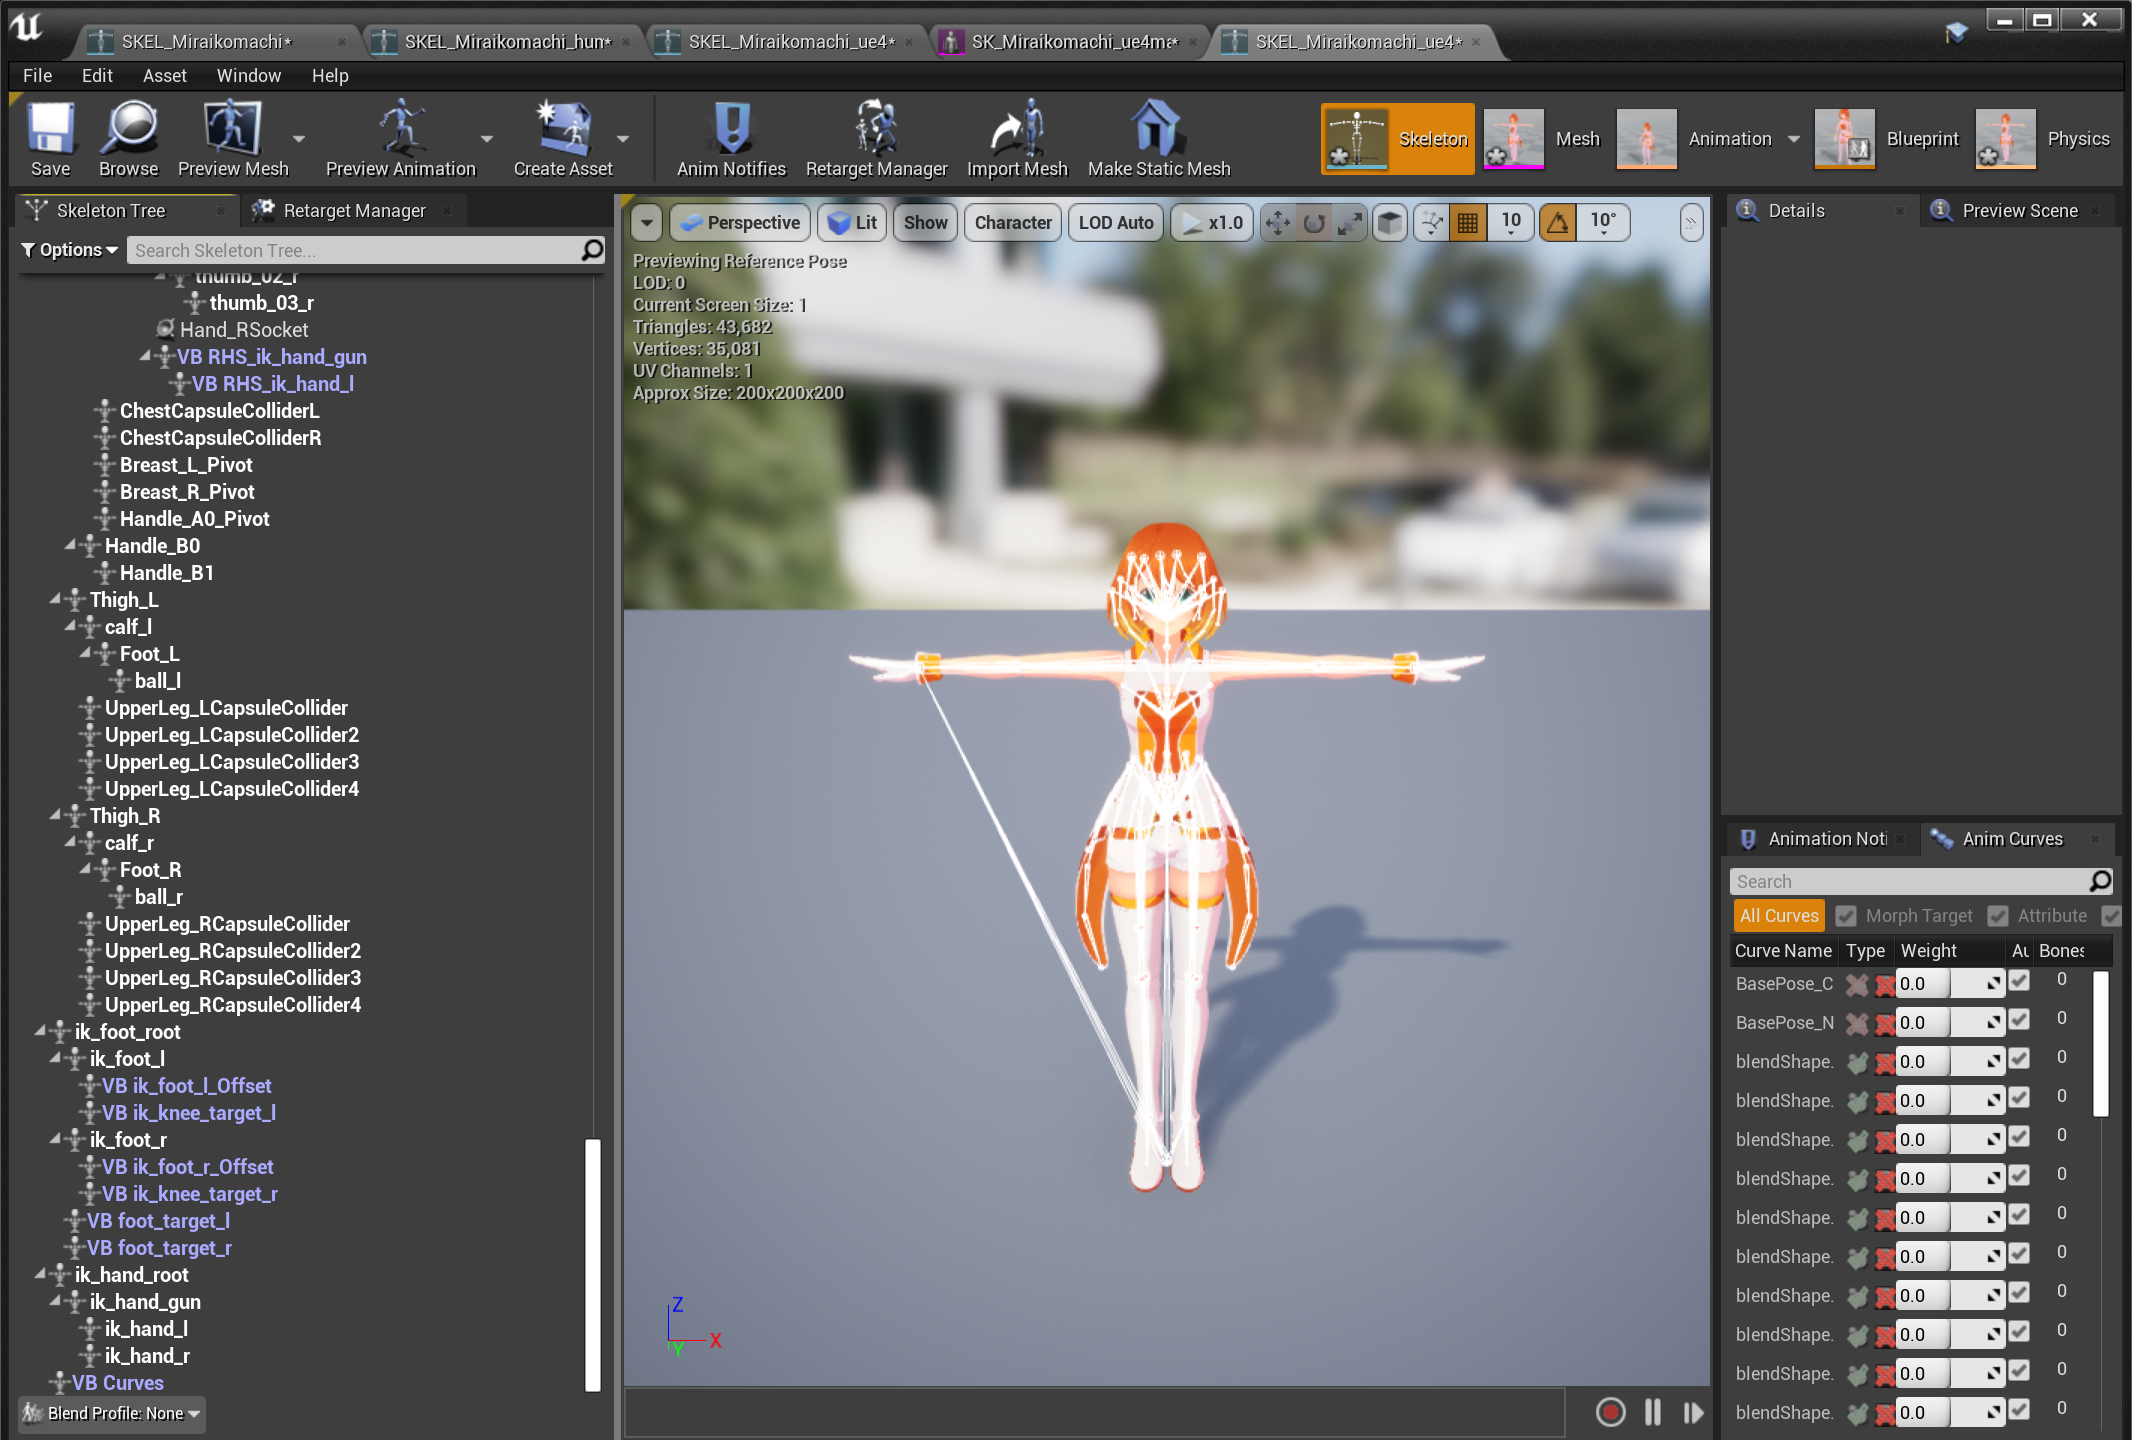 SKEL_Miraikomachi*
SKEL_Miraikomachi_hun*
SKEL_Miraikomachi_ue4*
SK_Miraikomachi_ue4ma*
SKEL_Miraikomachi_ue4*
File Edit Asset Window Help
Save Browse Preview Mesh Preview Animation Create Asset Anim Notifies Retarget Manager Import Mesh Make Static Mesh
Skeleton Mesh Animation Blueprint Physics
Skeleton Tree
Retarget Manager
Options
Search Skeleton Tree...
thumb_02_r
thumb_03_r
Hand_RSocket
VB RHS_ik_hand_gun
VB RHS_ik_hand_l
ChestCapsuleColliderL
ChestCapsuleColliderR
Breast_L_Pivot
Breast_R_Pivot
Handle_A0_Pivot
Handle_B0
Handle_B1
Thigh_L
calf_l
Foot_L
ball_l
UpperLeg_LCapsuleCollider
UpperLeg_LCapsuleCollider2
UpperLeg_LCapsuleCollider3
UpperLeg_LCapsuleCollider4
Thigh_R
calf_r
Foot_R
ball_r
UpperLeg_RCapsuleCollider
UpperLeg_RCapsuleCollider2
UpperLeg_RCapsuleCollider3
UpperLeg_RCapsuleCollider4
ik_foot_root
ik_foot_l
VB ik_foot_l_Offset
VB ik_knee_target_l
ik_foot_r
VB ik_foot_r_Offset
VB ik_knee_target_r
VB foot_target_l
VB foot_target_r
ik_hand_root
ik_hand_gun
ik_hand_l
ik_hand_r
VB Curves
Blend Profile: None
Perspective Lit Show Character LOD Auto x1.0 10 10°
Previewing Reference Pose
LOD: 0
Current Screen Size: 1
Triangles: 43,682
Vertices: 35,081
UV Channels: 1
Approx Size: 200x200x200
Z
X
Y
Details
Preview Scene
Animation Noti
Anim Curves
Search
All Curves Morph Target Attribute
Curve Name Type Weight Au Bones
BasePose_C 0.0 0
BasePose_N 0.0 0
blendShape. 0.0 0
blendShape. 0.0 0
blendShape. 0.0 0
blendShape. 0.0 0
blendShape. 0.0 0
blendShape. 0.0 0
blendShape. 0.0 0
blendShape. 0.0 0
blendShape. 0.0 0
blendShape. 0.0 0